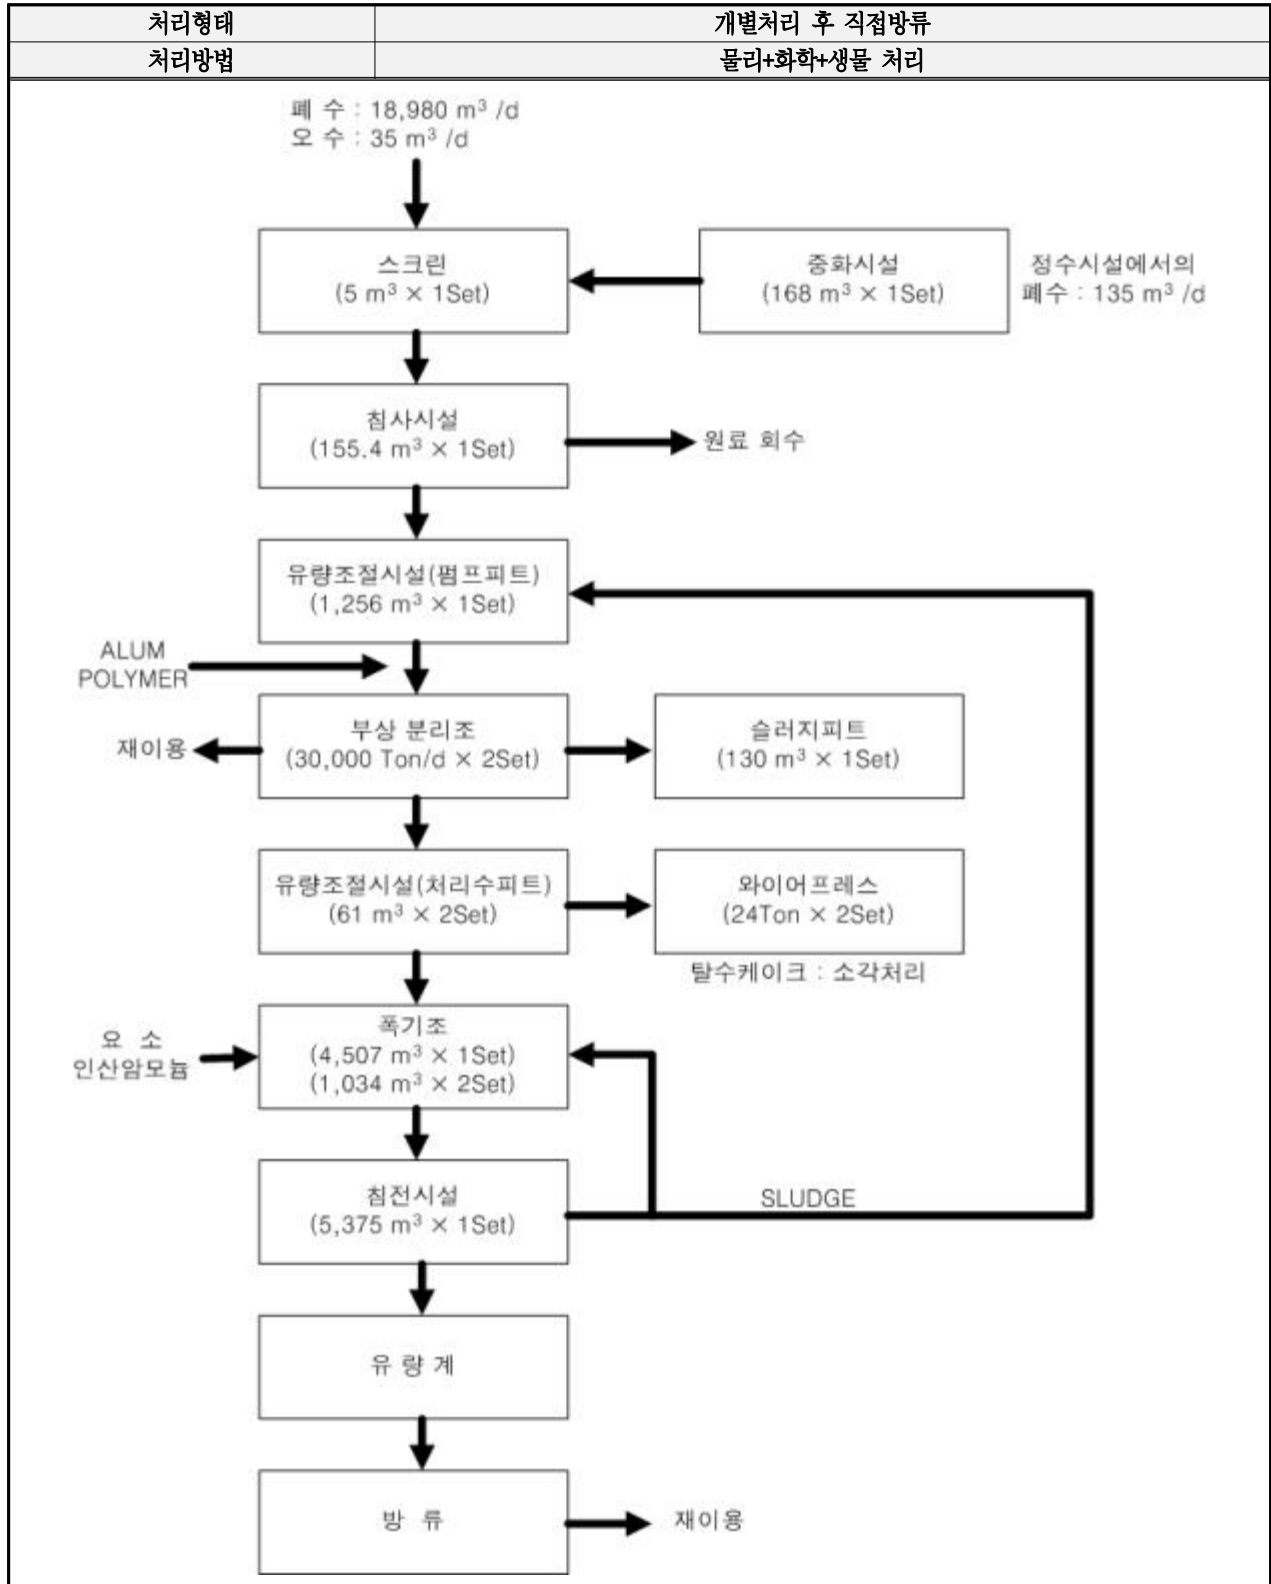 처리형태
개별처리 후 직접방류
처리방법
물리+화학+생물 처리
폐 수 : 18,980 m³ /d
오 수 : 35 m³ /d
스크린
(5 m³ × 1Set)
중화시설
(168 m³ × 1Set)
정수시설에서의
폐수 : 135 m³ /d
침사시설
(155.4 m³ × 1Set)
원료 회수
유량조절시설(펌프피트)
(1,256 m³ × 1Set)
ALUM
POLYMER
재이용
부상 분리조
(30,000 Ton/d × 2Set)
슬러지피트
(130 m³ × 1Set)
유량조절시설(처리수피트)
(61 m³ × 2Set)
와이어프레스
(24Ton × 2Set)
탈수케이크 : 소각처리
요 소
인산암모늄
폭기조
(4,507 m³ × 1Set)
(1,034 m³ × 2Set)
침전시설
(5,375 m³ × 1Set)
SLUDGE
유 량 계
방 류
재이용